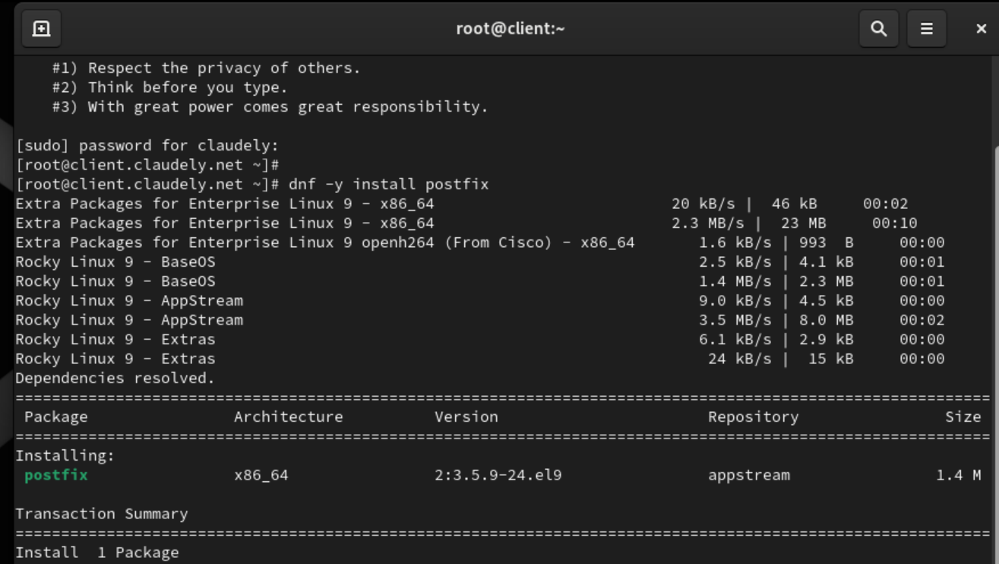 root@client:~
#1) Respect the privacy of others.
#2) Think before you type.
#3) With great power comes great responsibility.
[sudo] password for claudely:
[root@client.claudely.net ~]#
[root@client.claudely.net ~]# dnf -y install postfix
Extra Packages for Enterprise Linux 9 - x86_64 20 kB/s | 46 kB 00:02
Extra Packages for Enterprise Linux 9 - x86_64 2.3 MB/s | 23 MB 00:10
Extra Packages for Enterprise Linux 9 openh264 (From Cisco) - x86_64 1.6 kB/s | 993 B 00:00
Rocky Linux 9 - BaseOS 2.5 kB/s | 4.1 kB 00:01
Rocky Linux 9 - BaseOS 1.4 MB/s | 2.3 MB 00:01
Rocky Linux 9 - AppStream 9.0 kB/s | 4.5 kB 00:00
Rocky Linux 9 - AppStream 3.5 MB/s | 8.0 MB 00:02
Rocky Linux 9 - Extras 6.1 kB/s | 2.9 kB 00:00
Rocky Linux 9 - Extras 24 kB/s | 15 kB 00:00
Dependencies resolved.
================================================================================
Package Architecture Version Repository Size
================================================================================
Installing:
postfix x86_64 2:3.5.9-24.el9 appstream 1.4 M
Transaction Summary
================================================================================
Install 1 Package